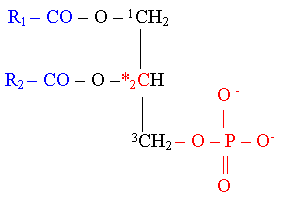 R₁ – CO – O – ¹CH₂
R₂ – CO – O – *₂CH
O -
³CH₂ – O – P – O-
O